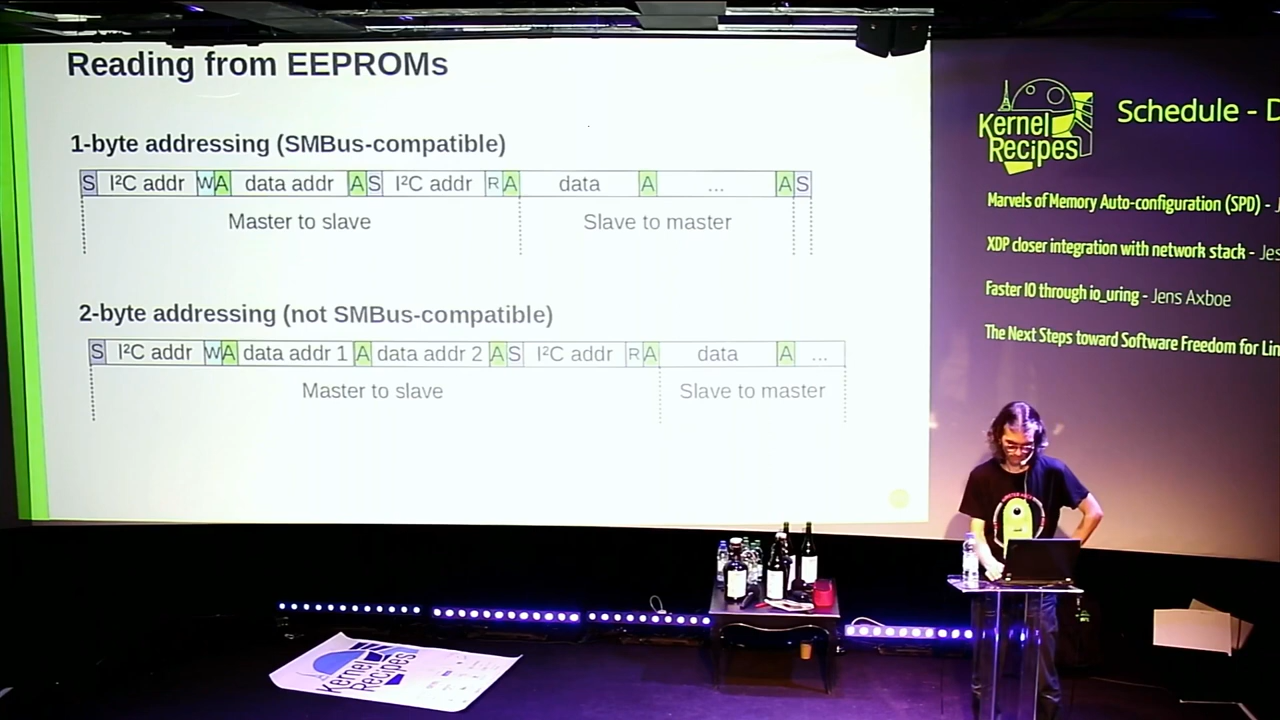 Reading from EEPROMs
1-byte addressing (SMBus-compatible)
S I²C addr W A data addr A S I²C addr R A data A ... A S
Master to slave Slave to master
2-byte addressing (not SMBus-compatible)
S I²C addr W A data addr 1 A data addr 2 A S I²C addr R A data A ...
Master to slave Slave to master
Kernel
Recipes
Schedule - D
Marvels of Memory Auto-configuration (SPD) - J
XDP closer integration with network stack - Jes
Faster IO through io_uring - Jens Axboe
The Next Steps toward Software Freedom for Lin
Kernel
Recipes